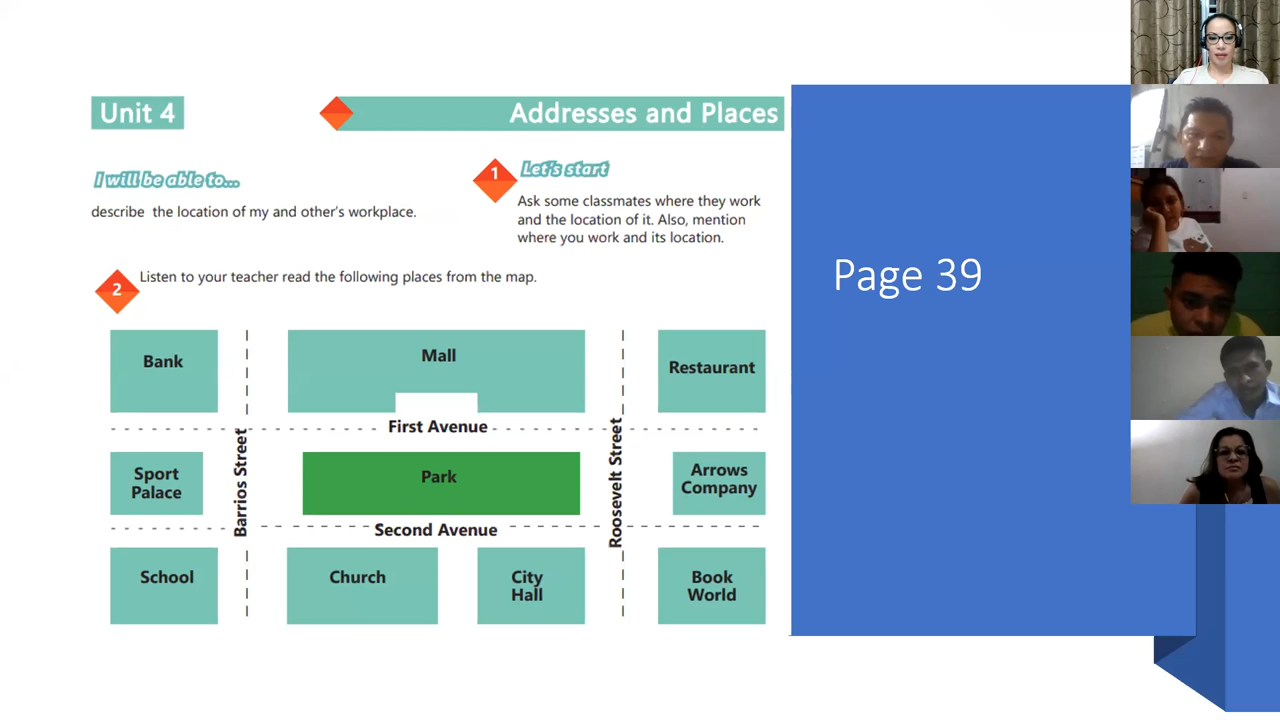 Unit 4
Addresses and Places
I will be able to...
describe the location of my and other's workplace.
1
Let's start
Ask some classmates where they work
and the location of it. Also, mention
where you work and its location.
2
Listen to your teacher read the following places from the map.
Bank
Mall
Restaurant
First Avenue
Sport
Palace
Barrios Street
Park
Roosevelt Street
Arrows
Company
Second Avenue
School
Church
City
Hall
Book
World
Page 39